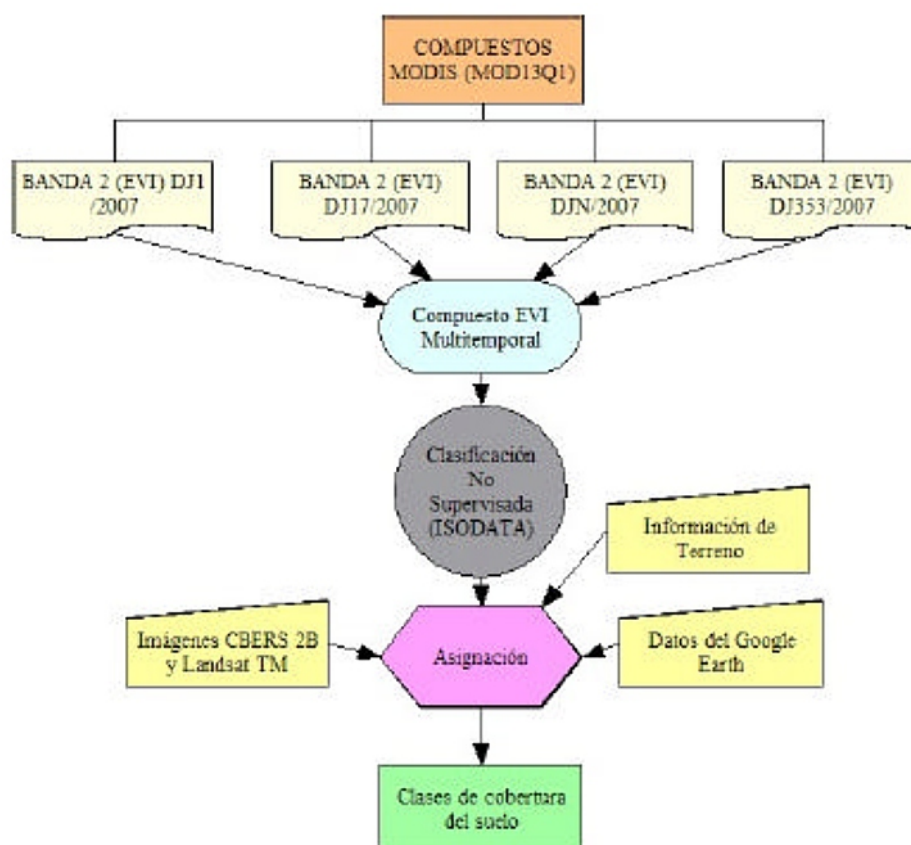 COMPUESTOS
MODIS (MOD13Q1)
BANDA 2 (EVI) DJ1
/2007
BANDA 2 (EVI)
DJ17/2007
BANDA 2 (EVI)
DJN/2007
BANDA 2 (EVI)
DJ353/2007
Compuesto EVI
Multitemporal
Clasificación
No
Supervisada
(ISODATA)
Información de
Terreno
Imágenes CBERS 2B
y Landsat TM
Asignación
Datos del Google
Earth
Clases de cobertura
del suelo